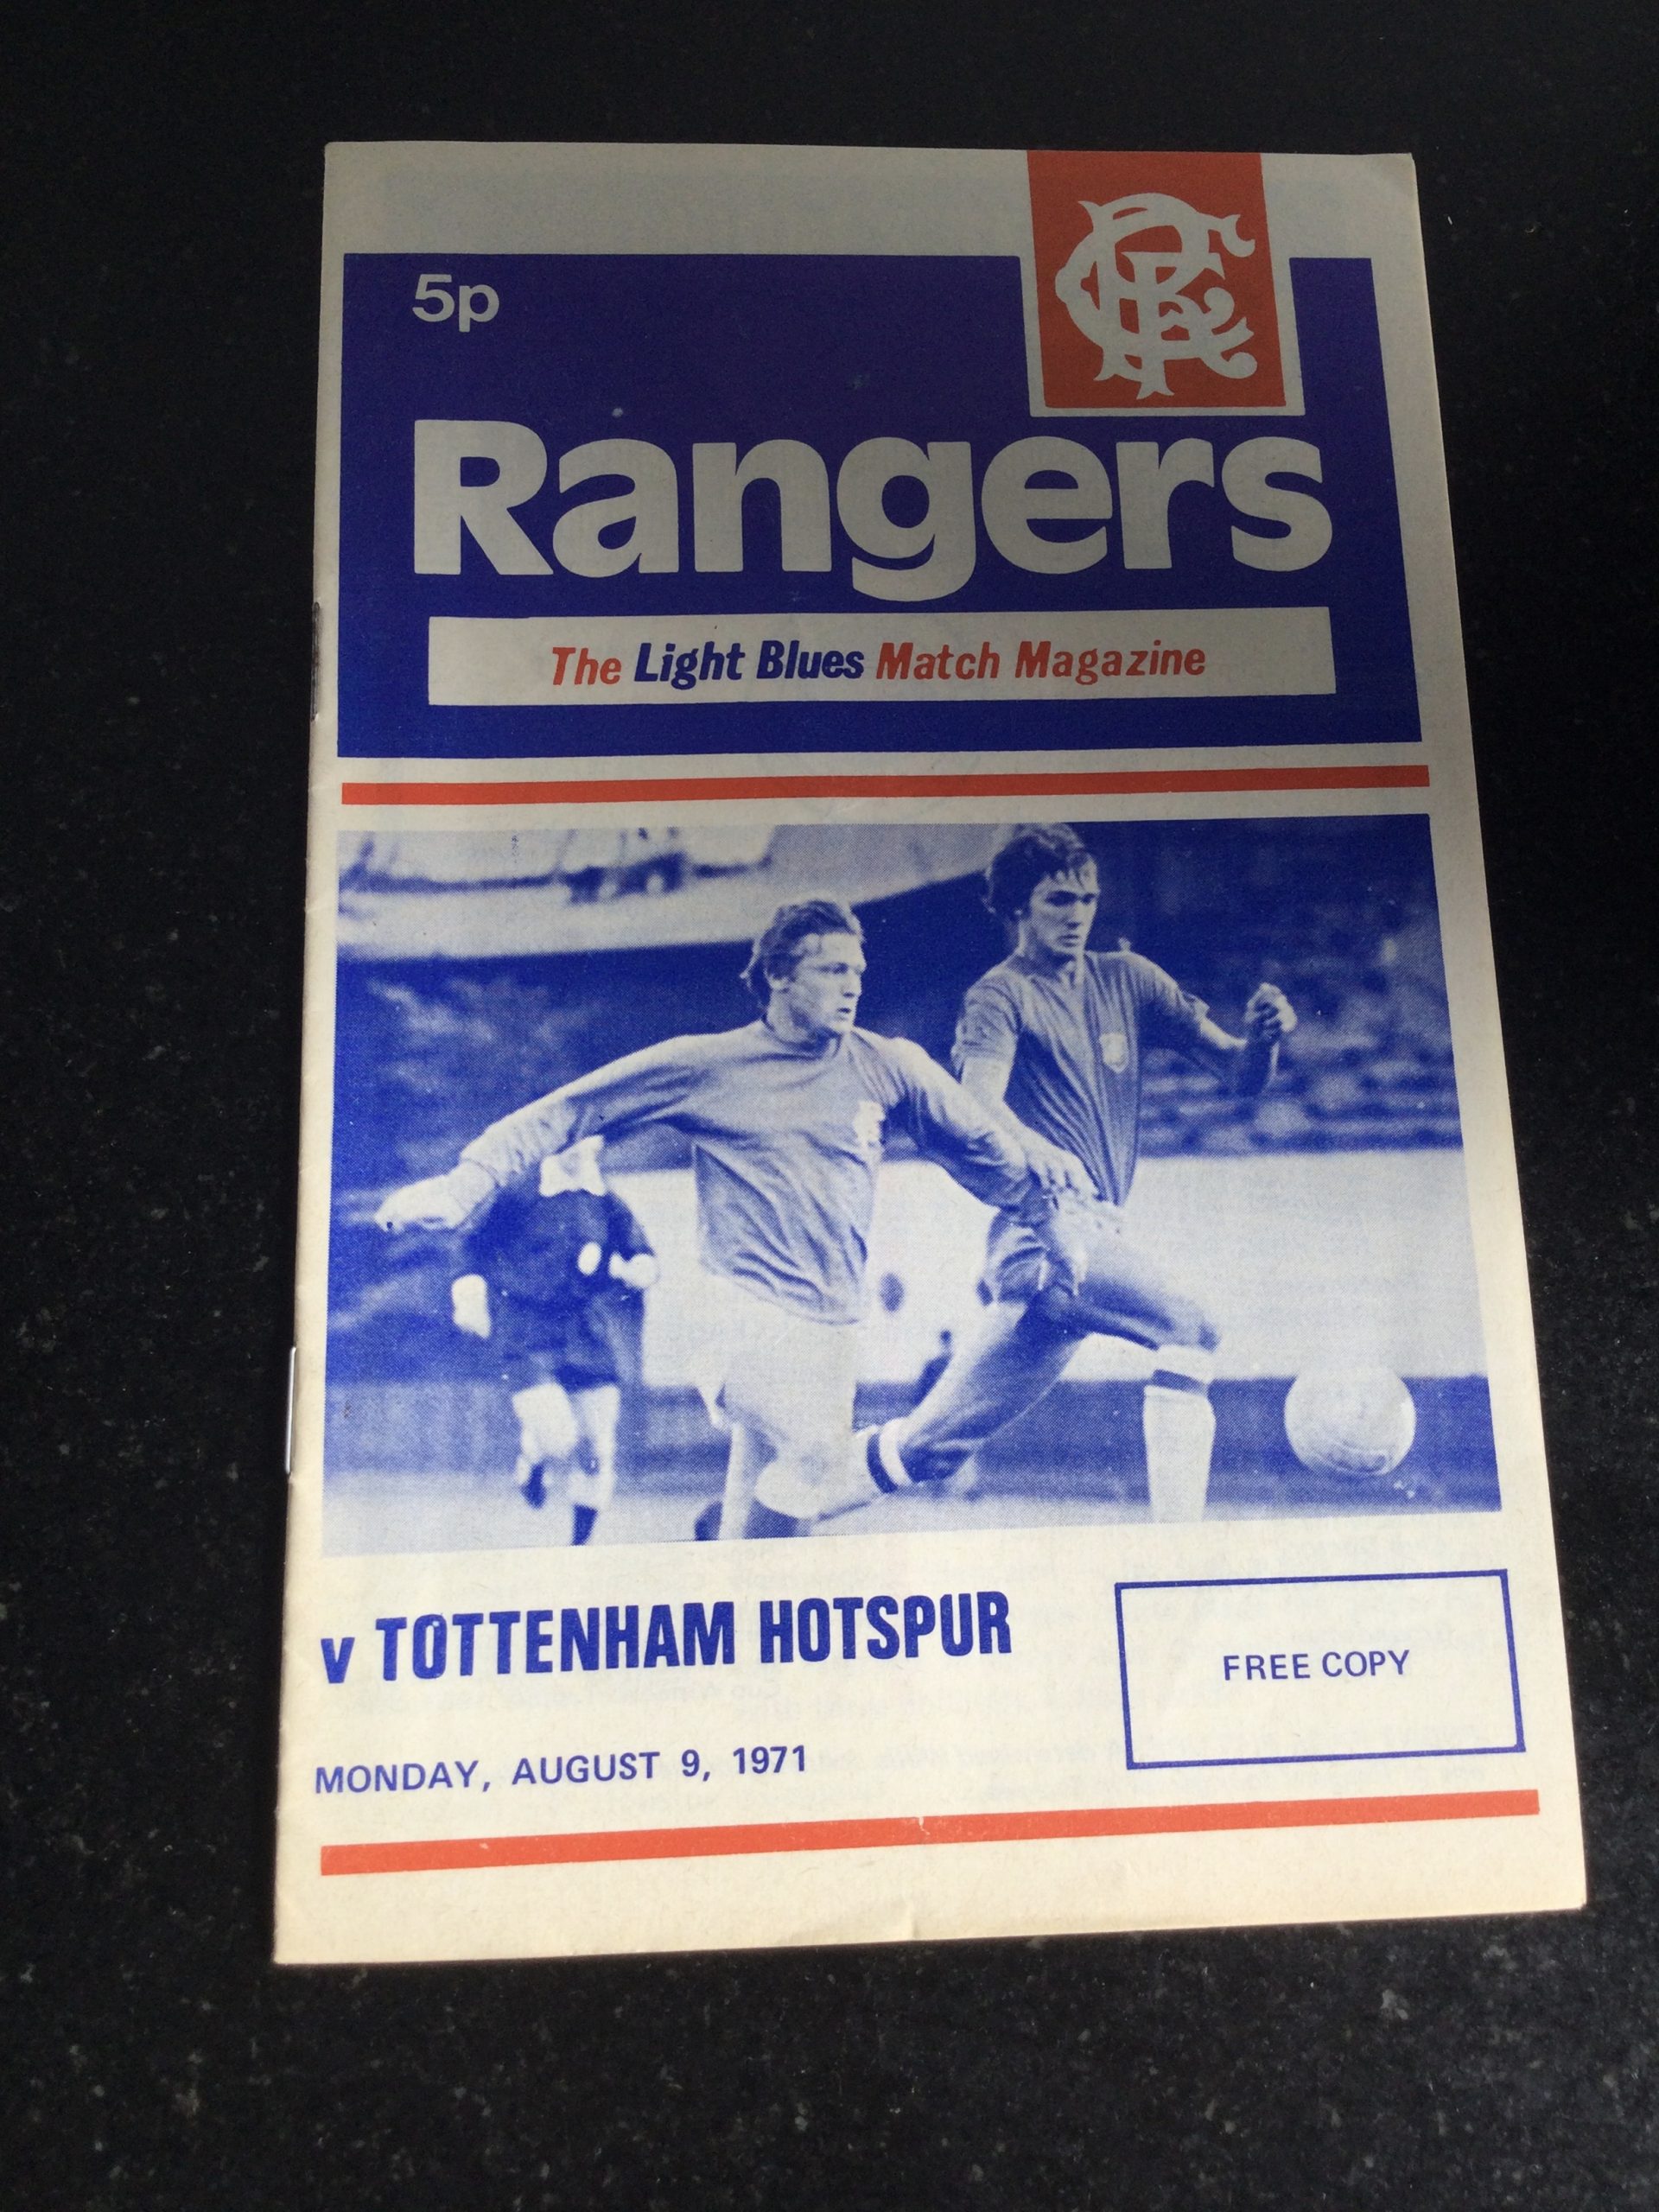 5p
Rangers
The Light Blues Match Magazine
v TOTTENHAM HOTSPUR
FREE COPY
MONDAY, AUGUST 9, 1971